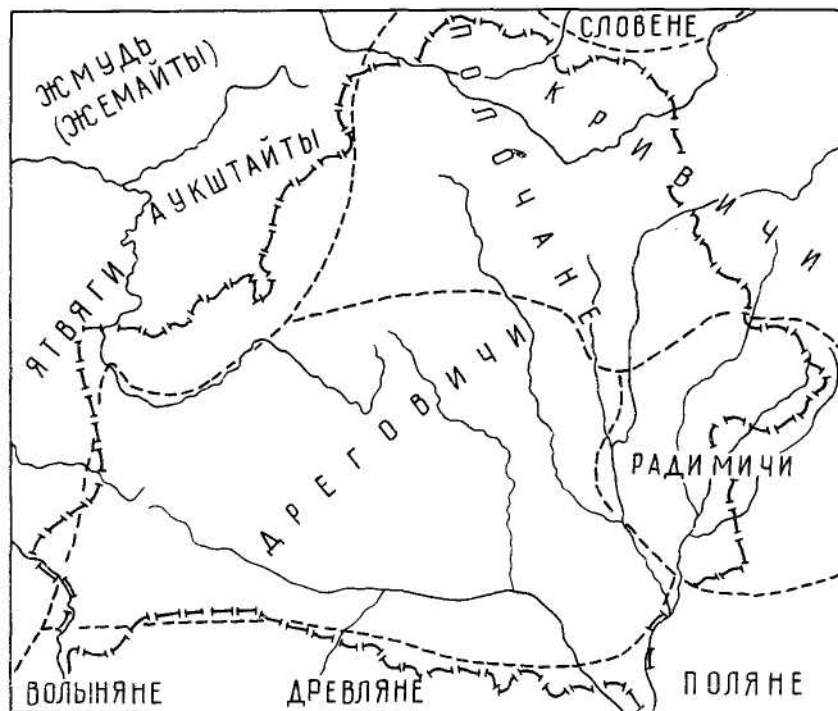 СЛОВЕНЕ
ЖМУДЬ
(ЖЕМАЙТЫ)
ПОЛОЧАНЕ
КРИВИЧИ
АУКШТАЙТЫ
ЯТВЯГИ
ДРЕГОВИЧИ
РАДИМИЧИ
ВОЛЫНЯНЕ
ДРЕВЛЯНЕ
ПОЛЯНЕ